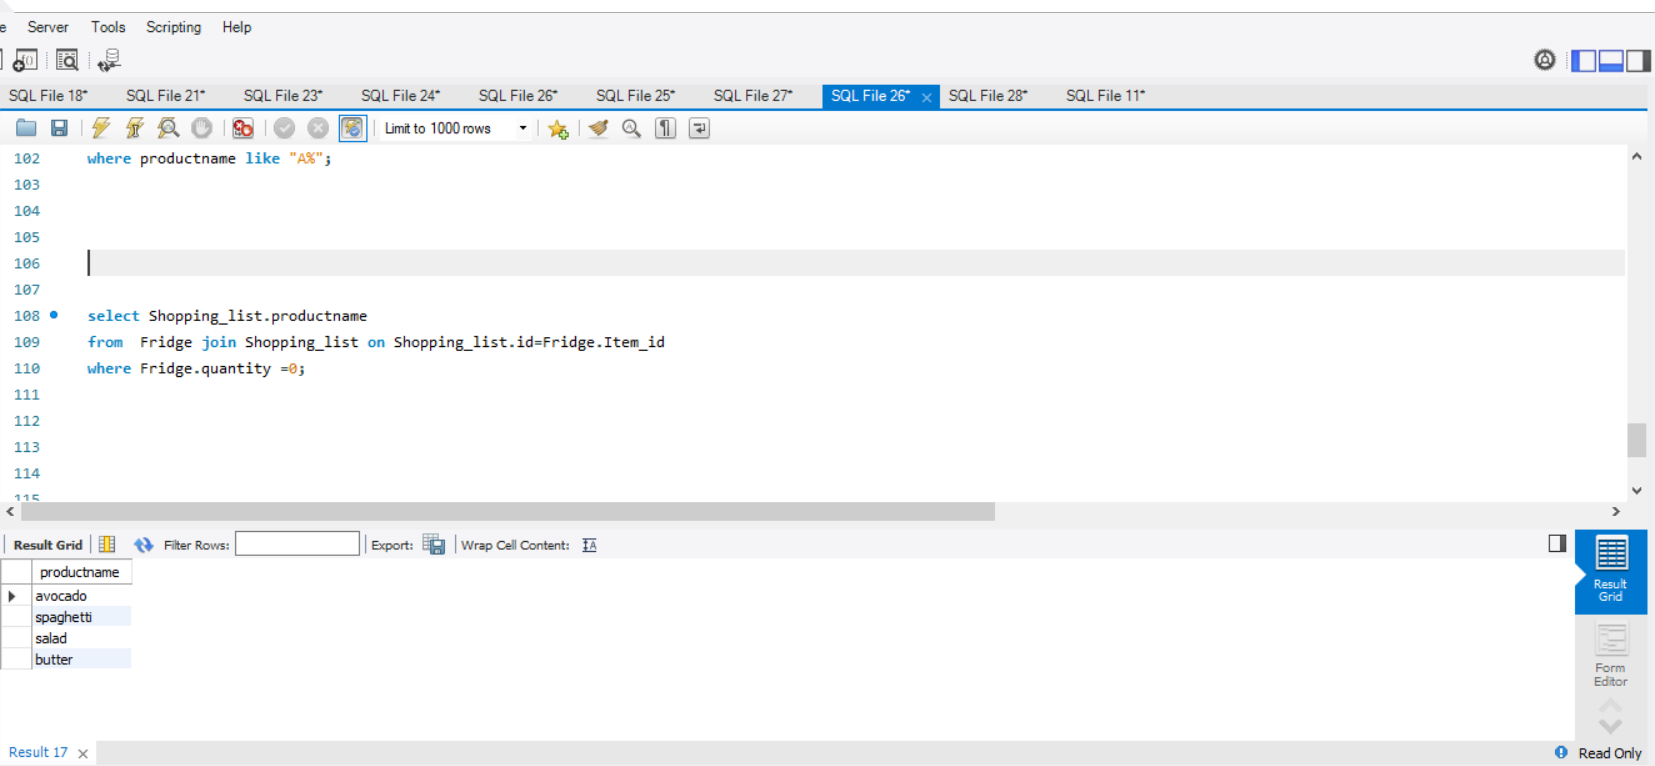 e Server Tools Scripting Help
SQL File 18* SQL File 21* SQL File 23* SQL File 24* SQL File 26* SQL File 25* SQL File 27* SQL File 26* × SQL File 28* SQL File 11*
Limit to 1000 rows
102 where productname like "A%";
103
104
105
106
107
108 select Shopping_list.productname
109 from Fridge join Shopping_list on Shopping_list.id=Fridge.Item_id
110 where Fridge.quantity =0;
111
112
113
114
115
Result Grid Filter Rows: Export: Wrap Cell Content:
productname
avocado
spaghetti
salad
butter
Result
Grid
Form
Editor
Result 17 ×
Read Only